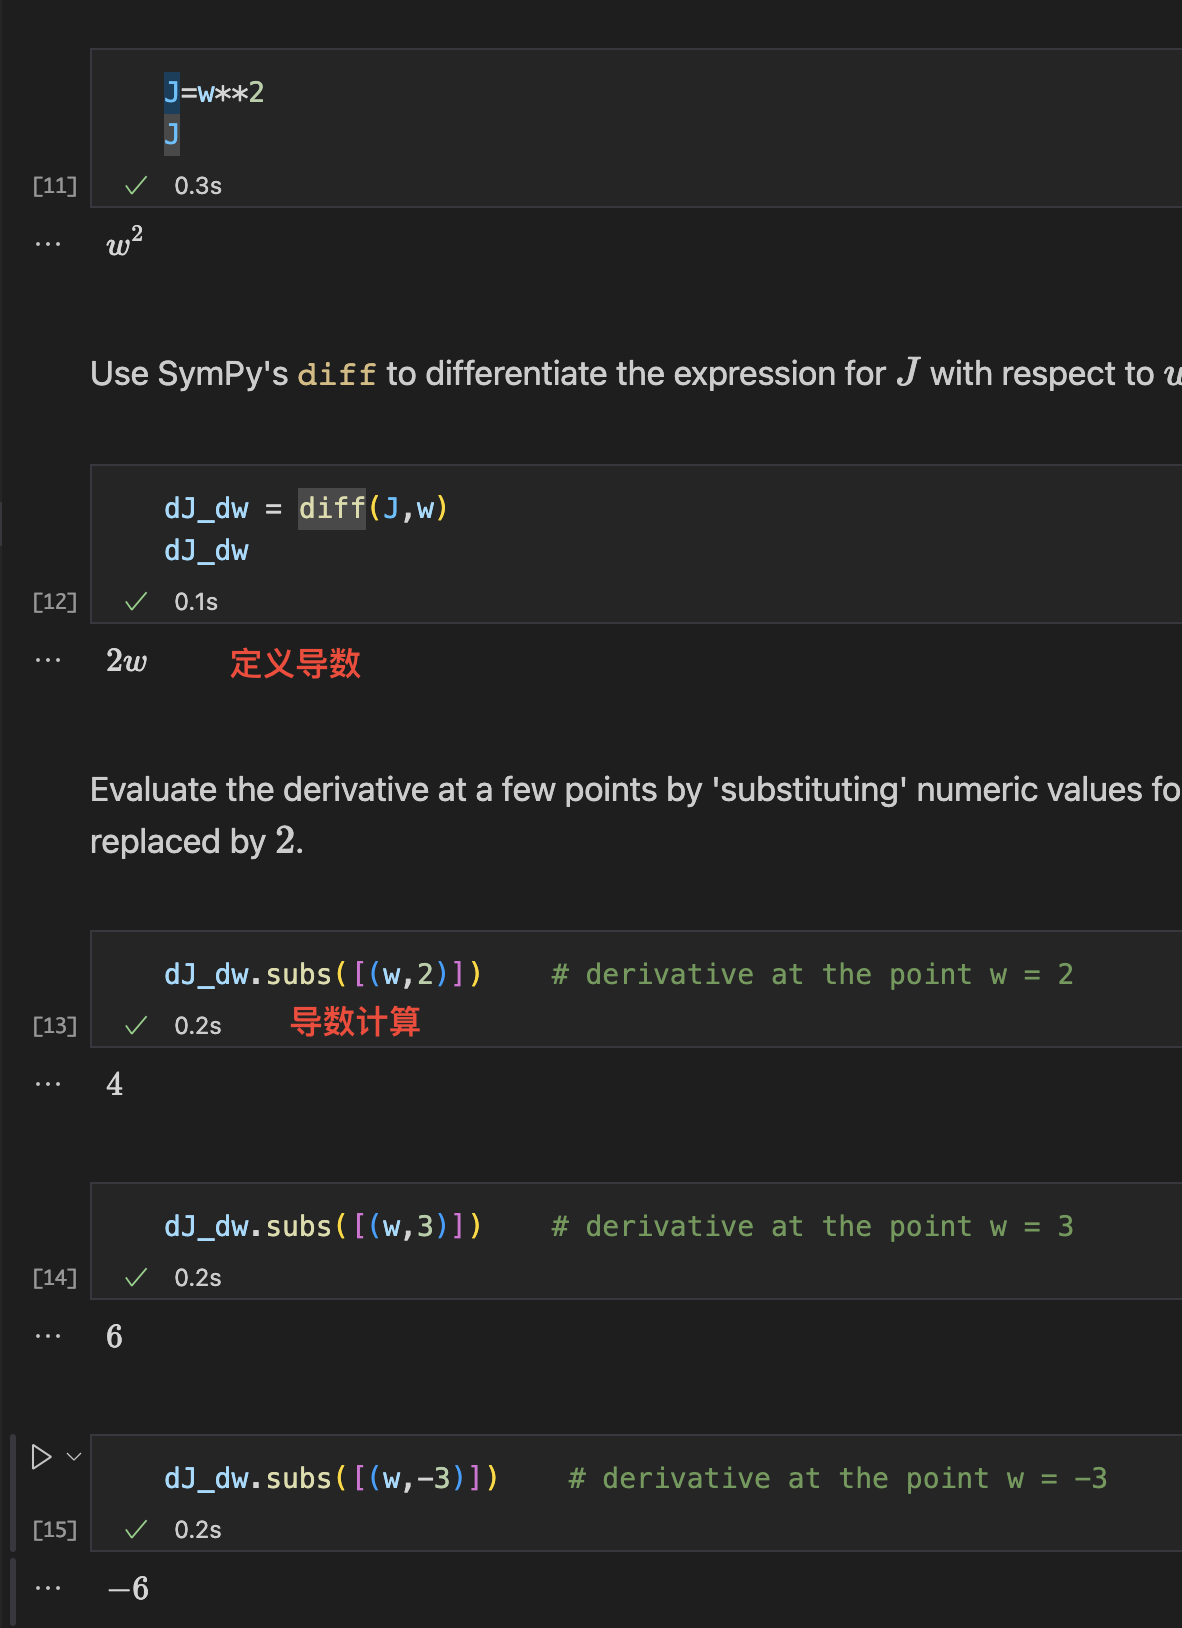 J=w**2
J
[11] 0.3s
... w²
Use SymPy's diff to differentiate the expression for J with respect to w
dJ_dw = diff(J,w)
dJ_dw
[12] 0.1s
... 2w 定义导数
Evaluate the derivative at a few points by 'substituting' numeric values fo
replaced by 2.
dJ_dw.subs([(w,2)]) # derivative at the point w = 2
[13] 0.2s 导数计算
... 4
dJ_dw.subs([(w,3)]) # derivative at the point w = 3
[14] 0.2s
... 6
dJ_dw.subs([(w,-3)]) # derivative at the point w = -3
[15] 0.2s
... −6